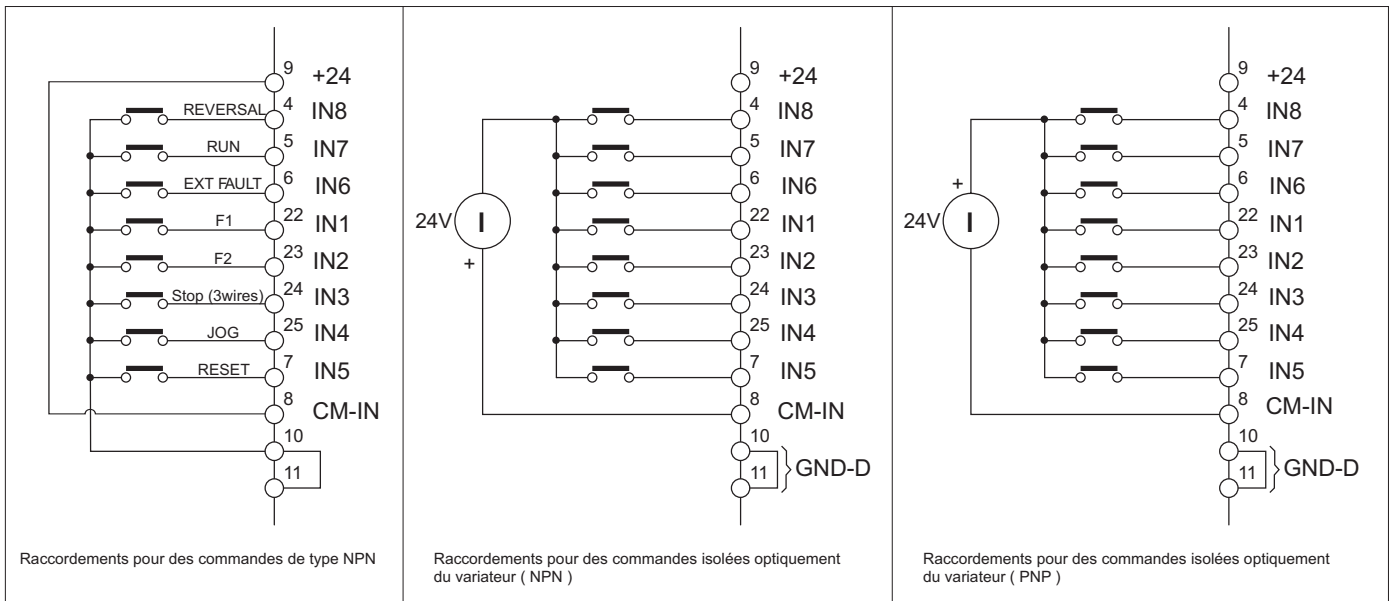 9 +24
REVERSAL 4 IN8
RUN 5 IN7
EXT FAULT 6 IN6
F1 22 IN1
F2 23 IN2
Stop (3wires) 24 IN3
JOG 25 IN4
RESET 7 IN5
8 CM-IN
10
11
Raccordements pour des commandes de type NPN
9 +24
4 IN8
5 IN7
6 IN6
24V I 22 IN1
+ 23 IN2
24 IN3
25 IN4
7 IN5
8 CM-IN
10
11 GND-D
Raccordements pour des commandes isolées optiquement
du variateur ( NPN )
9 +24
4 IN8
5 IN7
+ 6 IN6
24V I 22 IN1
23 IN2
24 IN3
25 IN4
7 IN5
8 CM-IN
10
11 GND-D
Raccordements pour des commandes isolées optiquement
du variateur ( PNP )